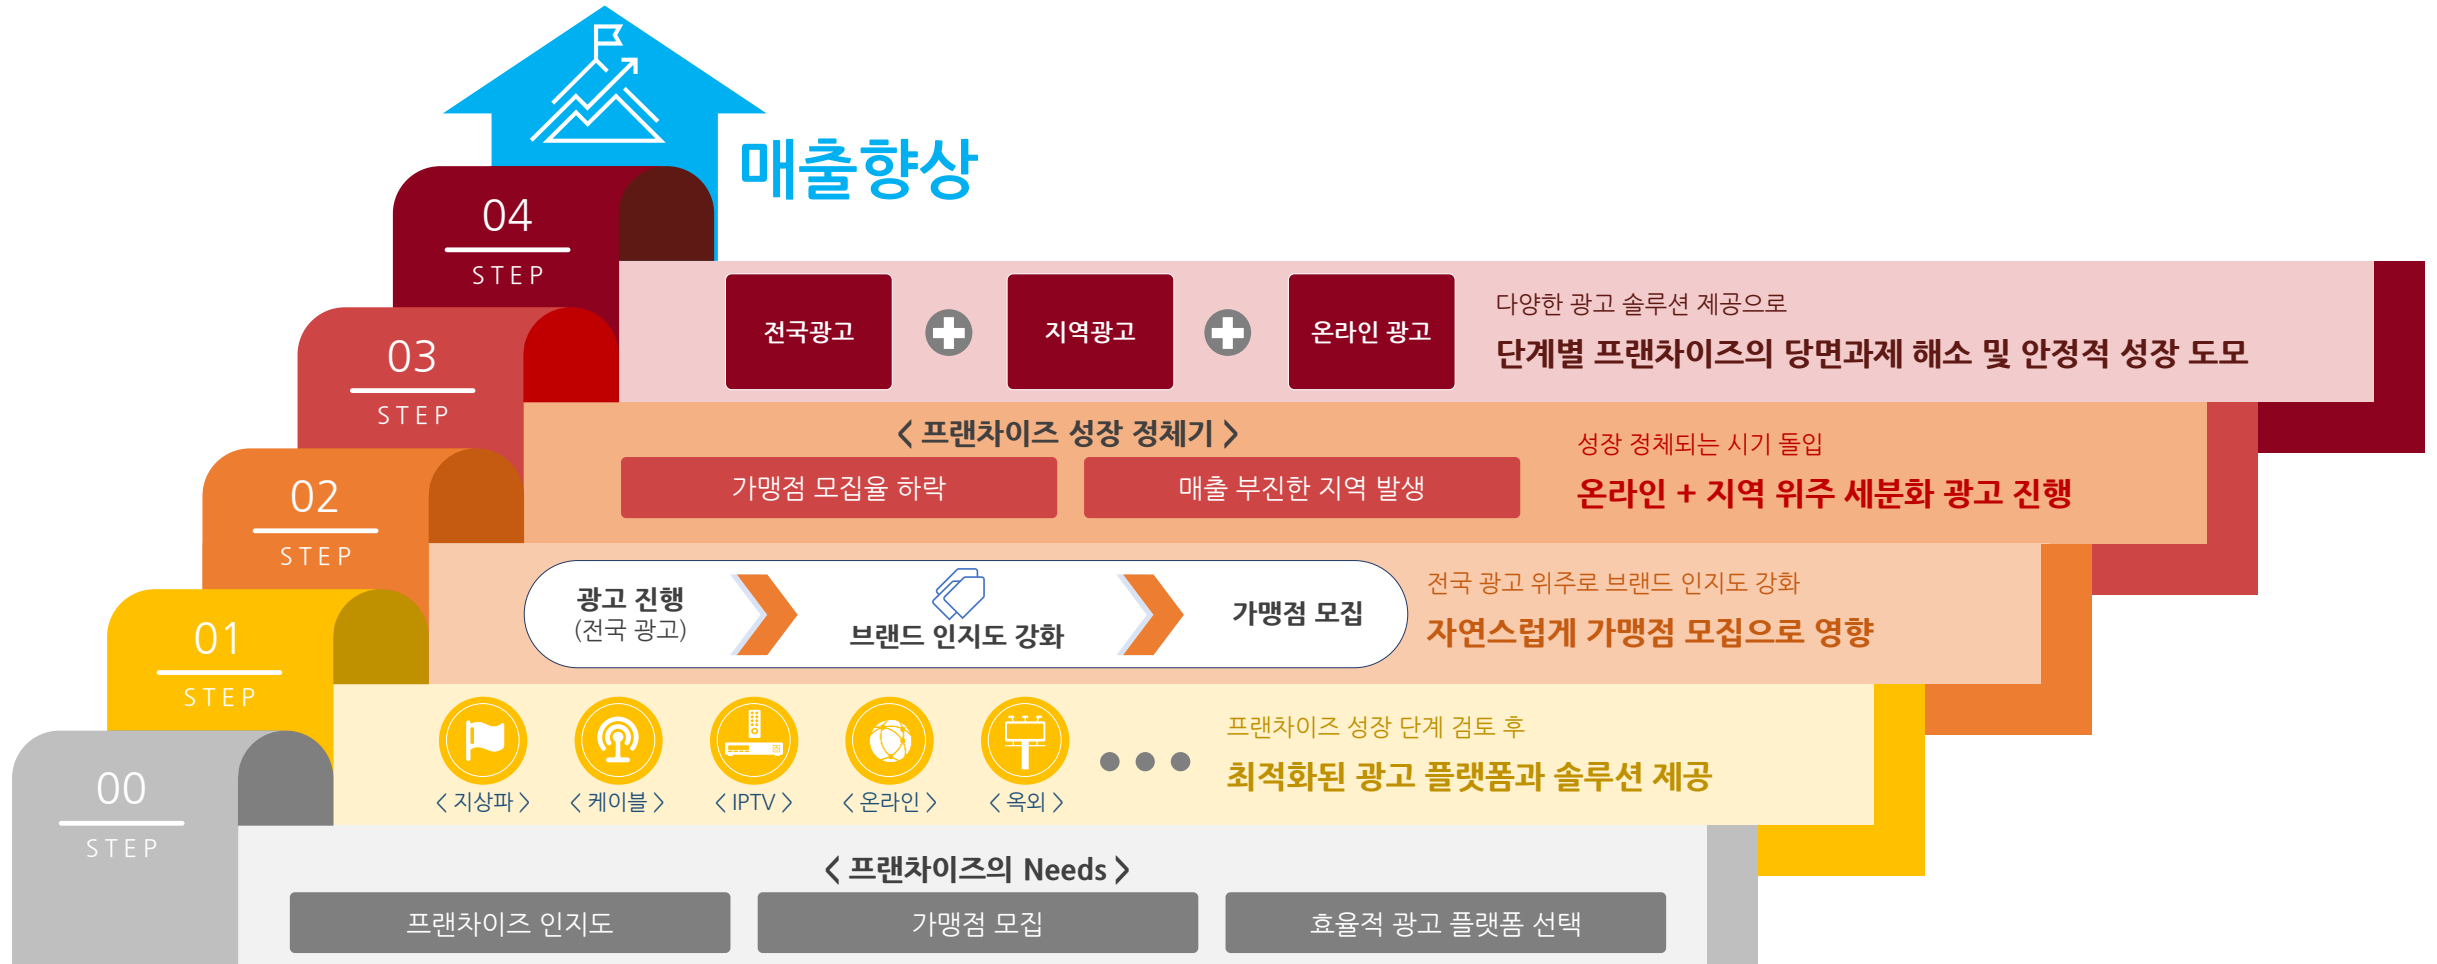 매출향상
04
STEP
전국광고
지역광고
온라인 광고
다양한 광고 솔루션 제공으로
단계별 프랜차이즈의 당면과제 해소 및 안정적 성장 도모
03
STEP
< 프랜차이즈 성장 정체기 >
가맹점 모집율 하락
매출 부진한 지역 발생
성장 정체되는 시기 돌입
온라인 + 지역 위주 세분화 광고 진행
02
STEP
광고 진행
(전국 광고)
브랜드 인지도 강화
가맹점 모집
전국 광고 위주로 브랜드 인지도 강화
자연스럽게 가맹점 모집으로 영향
01
STEP
< 지상파 >
< 케이블 >
< IPTV >
< 온라인 >
< 옥외 >
프랜차이즈 성장 단계 검토 후
최적화된 광고 플랫폼과 솔루션 제공
00
STEP
< 프랜차이즈의 Needs >
프랜차이즈 인지도
가맹점 모집
효율적 광고 플랫폼 선택